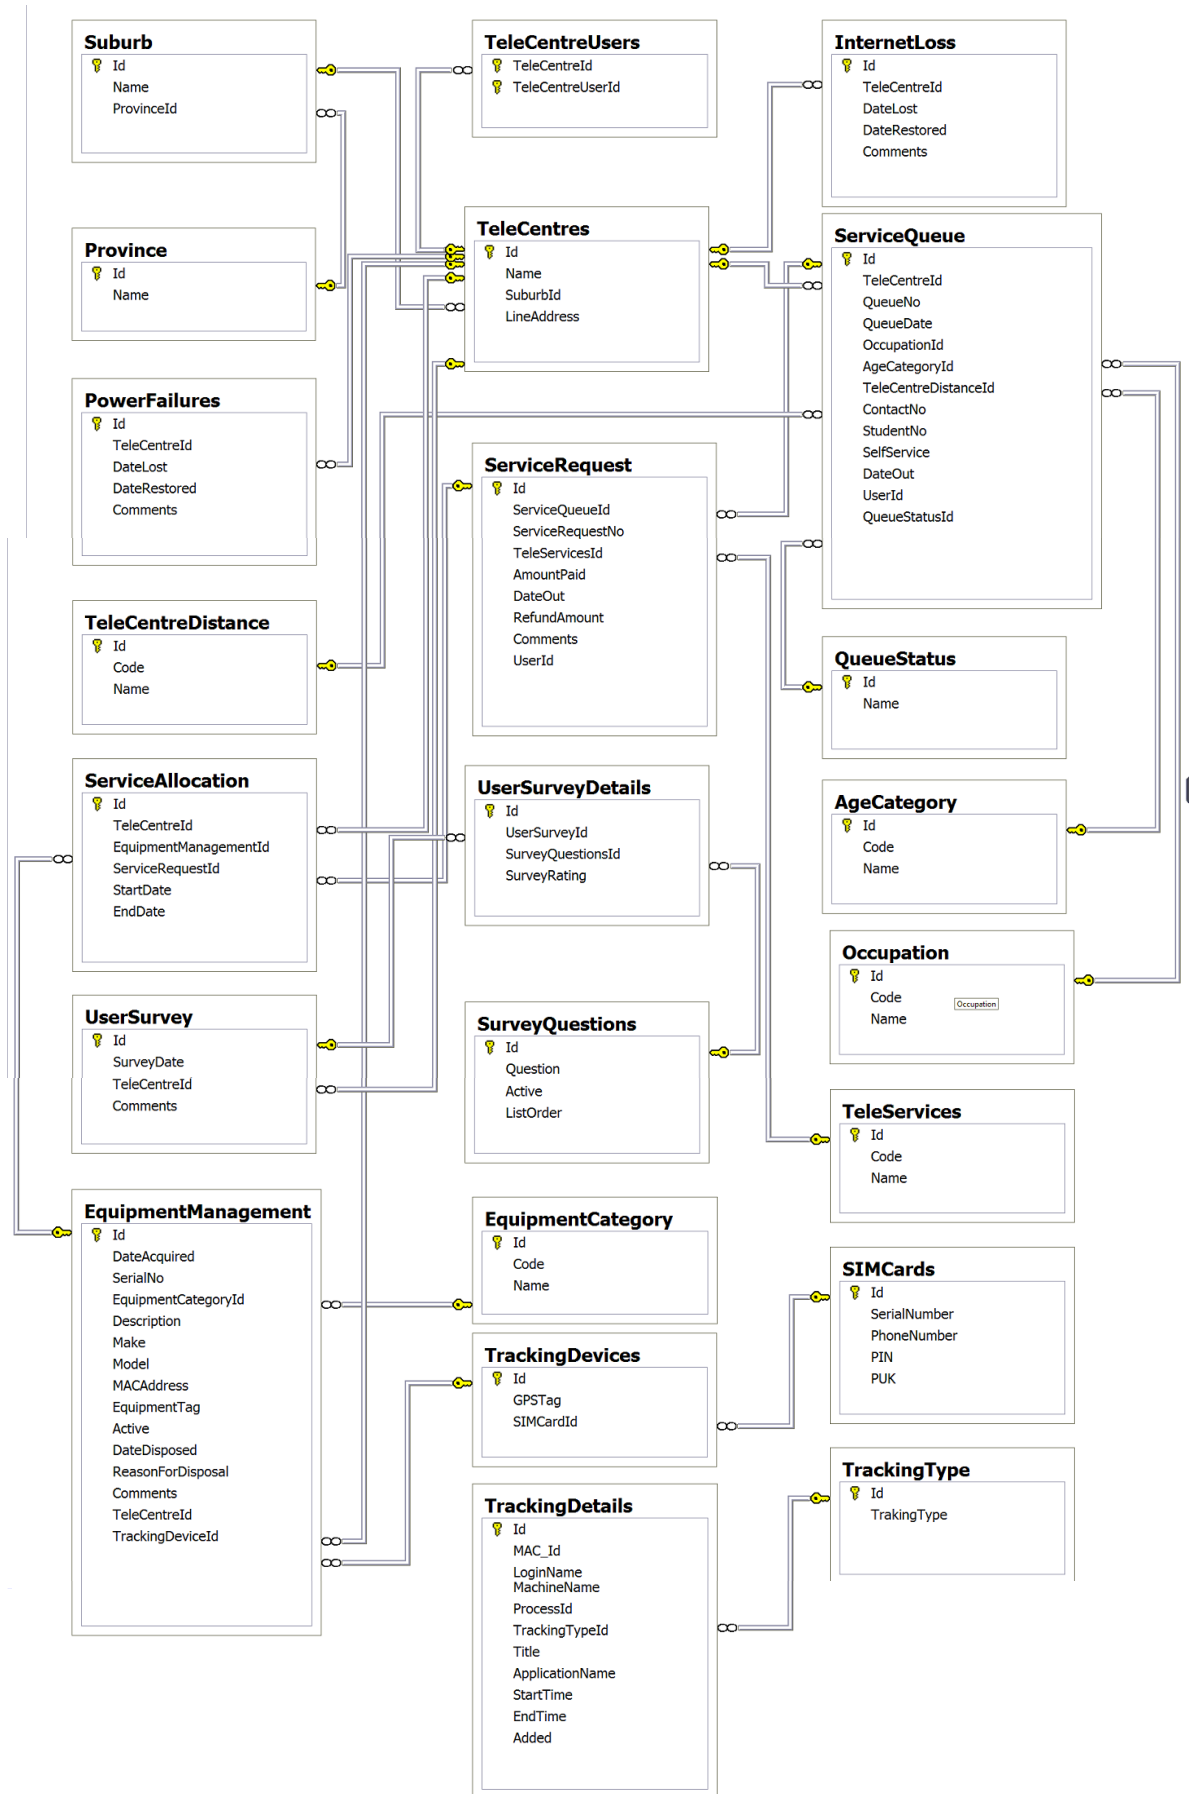 Suburb
Id
Name
ProvinceId
TeleCentreUsers
TeleCentreId
TeleCentreUserId
InternetLoss
Id
TeleCentreId
DateLost
DateRestored
Comments
Province
Id
Name
TeleCentres
Id
Name
SuburbId
LineAddress
ServiceQueue
Id
TeleCentreId
QueueNo
QueueDate
OccupationId
AgeCategoryId
TeleCentreDistanceId
ContactNo
StudentNo
SelfService
DateOut
UserId
QueueStatusId
PowerFailures
Id
TeleCentreId
DateLost
DateRestored
Comments
ServiceRequest
Id
ServiceQueueId
ServiceRequestNo
TeleServicesId
AmountPaid
DateOut
RefundAmount
Comments
UserId
TeleCentreDistance
Id
Code
Name
QueueStatus
Id
Name
ServiceAllocation
Id
TeleCentreId
EquipmentManagementId
ServiceRequestId
StartDate
EndDate
UserSurveyDetails
Id
UserSurveyId
SurveyQuestionsId
SurveyRating
AgeCategory
Id
Code
Name
Occupation
Id
Code
Name
Occupation
UserSurvey
Id
SurveyDate
TeleCentreId
Comments
SurveyQuestions
Id
Question
Active
ListOrder
TeleServices
Id
Code
Name
EquipmentManagement
Id
DateAcquired
SerialNo
EquipmentCategoryId
Description
Make
Model
MACAddress
EquipmentTag
Active
DateDisposed
ReasonForDisposal
Comments
TeleCentreId
TrackingDeviceId
EquipmentCategory
Id
Code
Name
SIMCards
Id
SerialNumber
PhoneNumber
PIN
PUK
TrackingDevices
Id
GPSTag
SIMCardId
TrackingType
Id
TrakingType
TrackingDetails
Id
MAC_Id
LoginName
MachineName
ProcessId
TrackingTypeId
Title
ApplicationName
StartTime
EndTime
Added